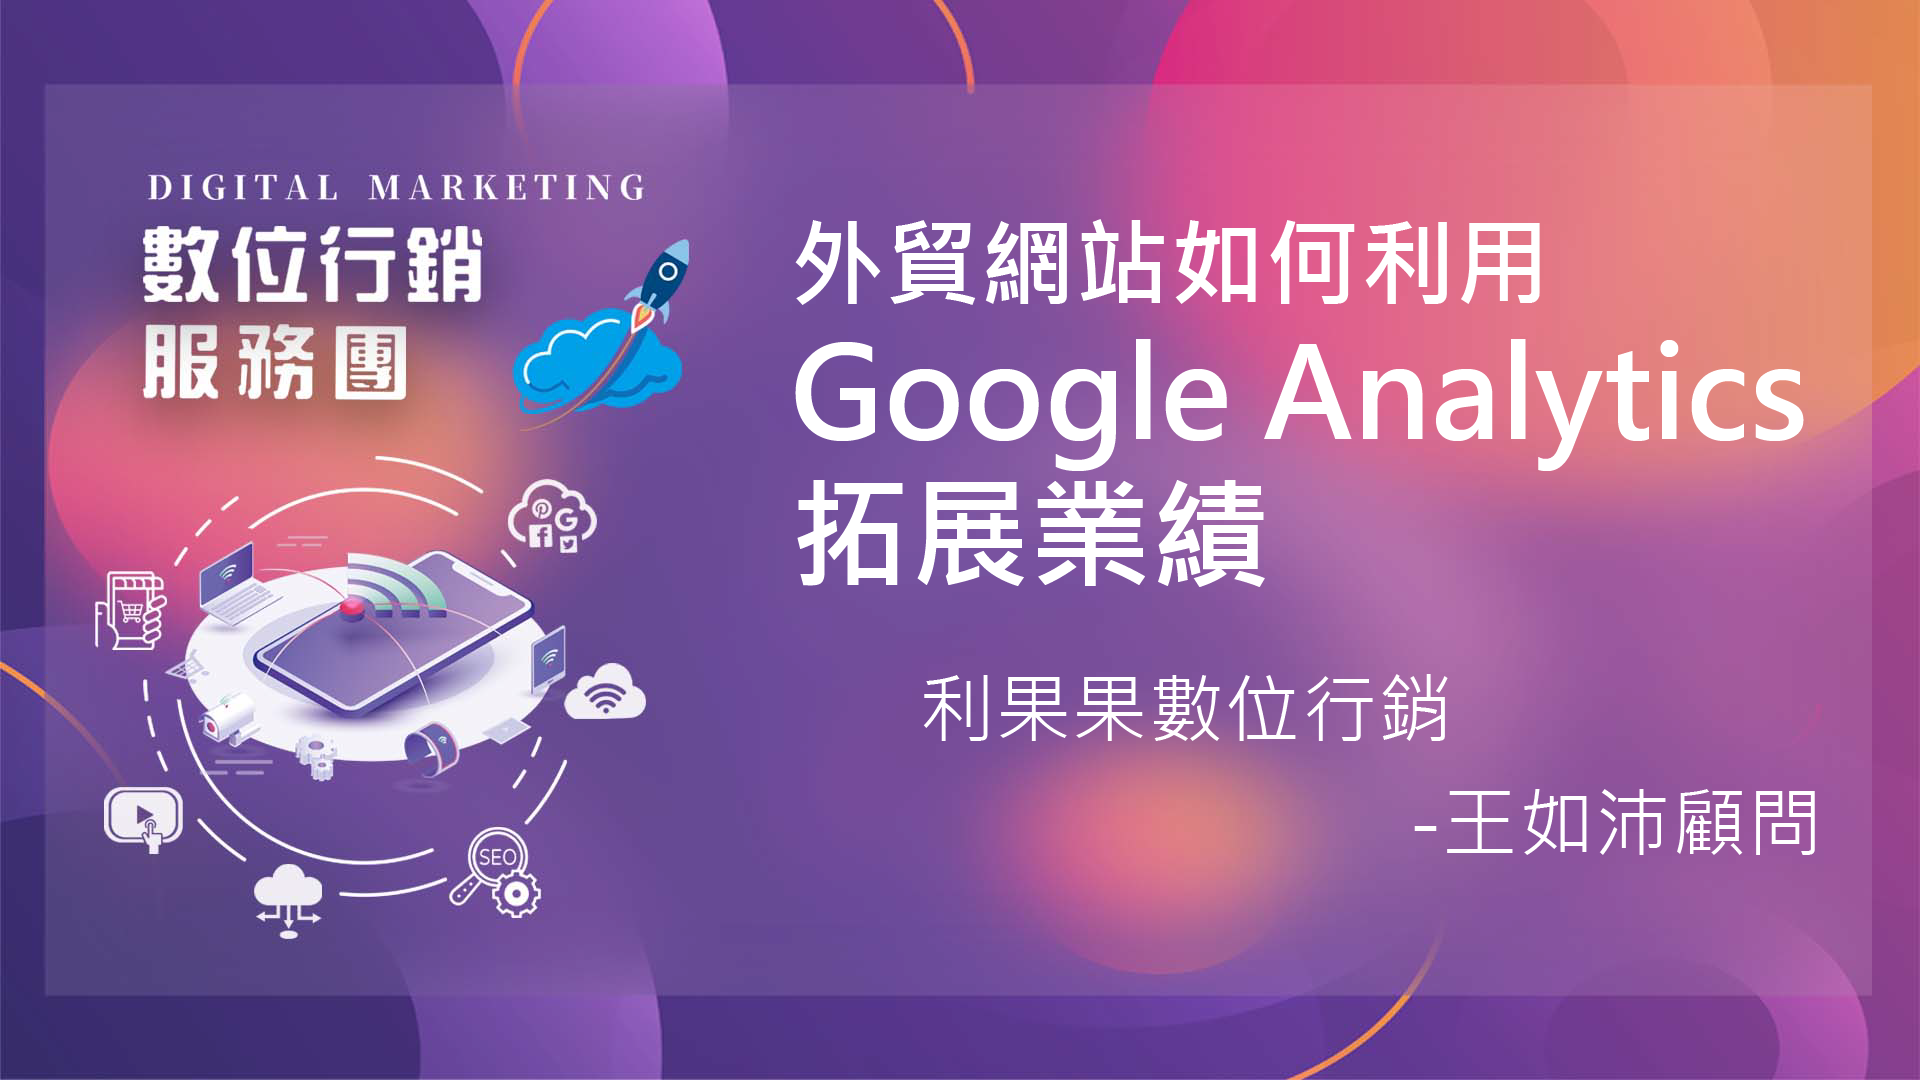 DIGITAL MARKETING
數位行銷
服務團
外貿網站如何利用
Google Analytics
拓展業績
利果果數位行銷
-王如沛顧問
SEO